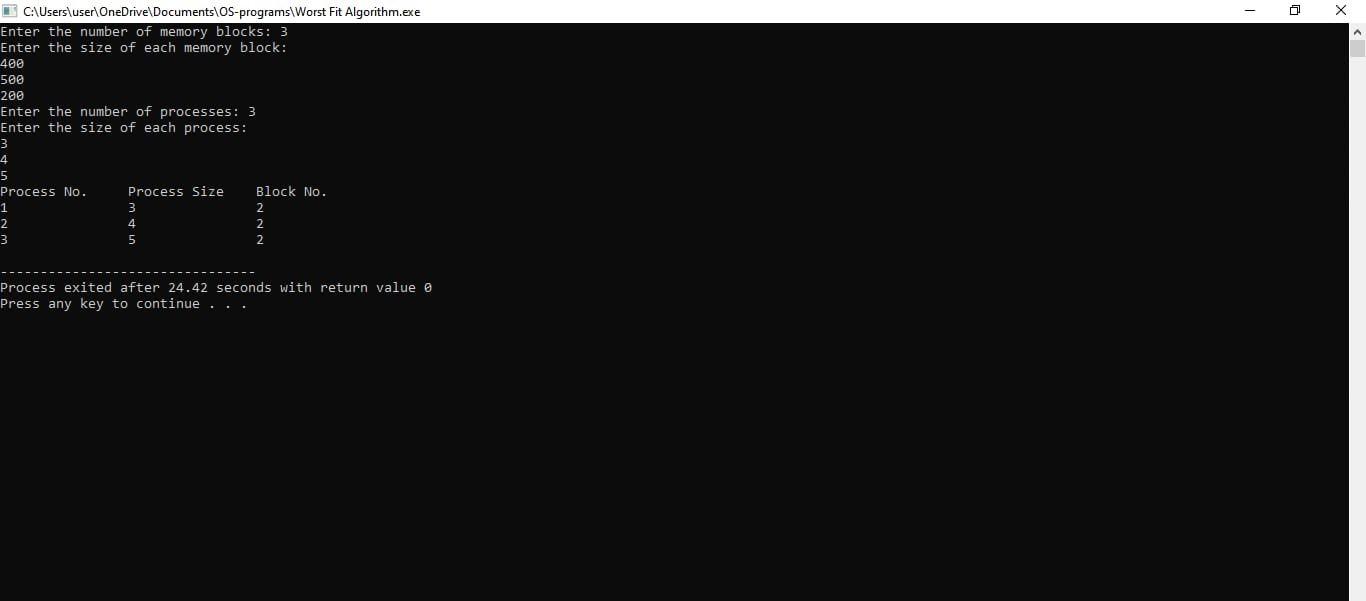 C:\Users\user\OneDrive\Documents\OS-programs\Worst Fit Algorithm.exe
Enter the number of memory blocks: 3
Enter the size of each memory block:
400
500
200
Enter the number of processes: 3
Enter the size of each process:
3
4
5
Process No.     Process Size    Block No.
1               3               2
2               4               2
3               5               2
--------------------------------
Process exited after 24.42 seconds with return value 0
Press any key to continue . . .